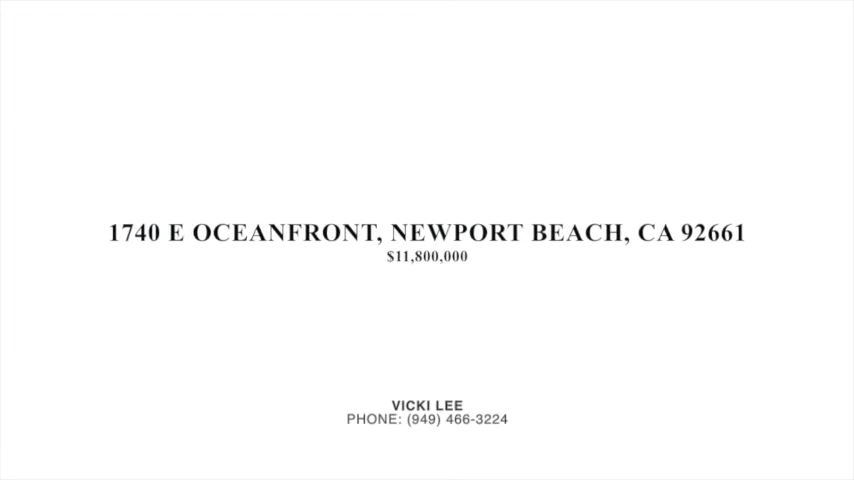 1740 E OCEANFRONT, NEWPORT BEACH, CA 92661
$11,800,000
VICKI LEE
PHONE: (949) 466-3224